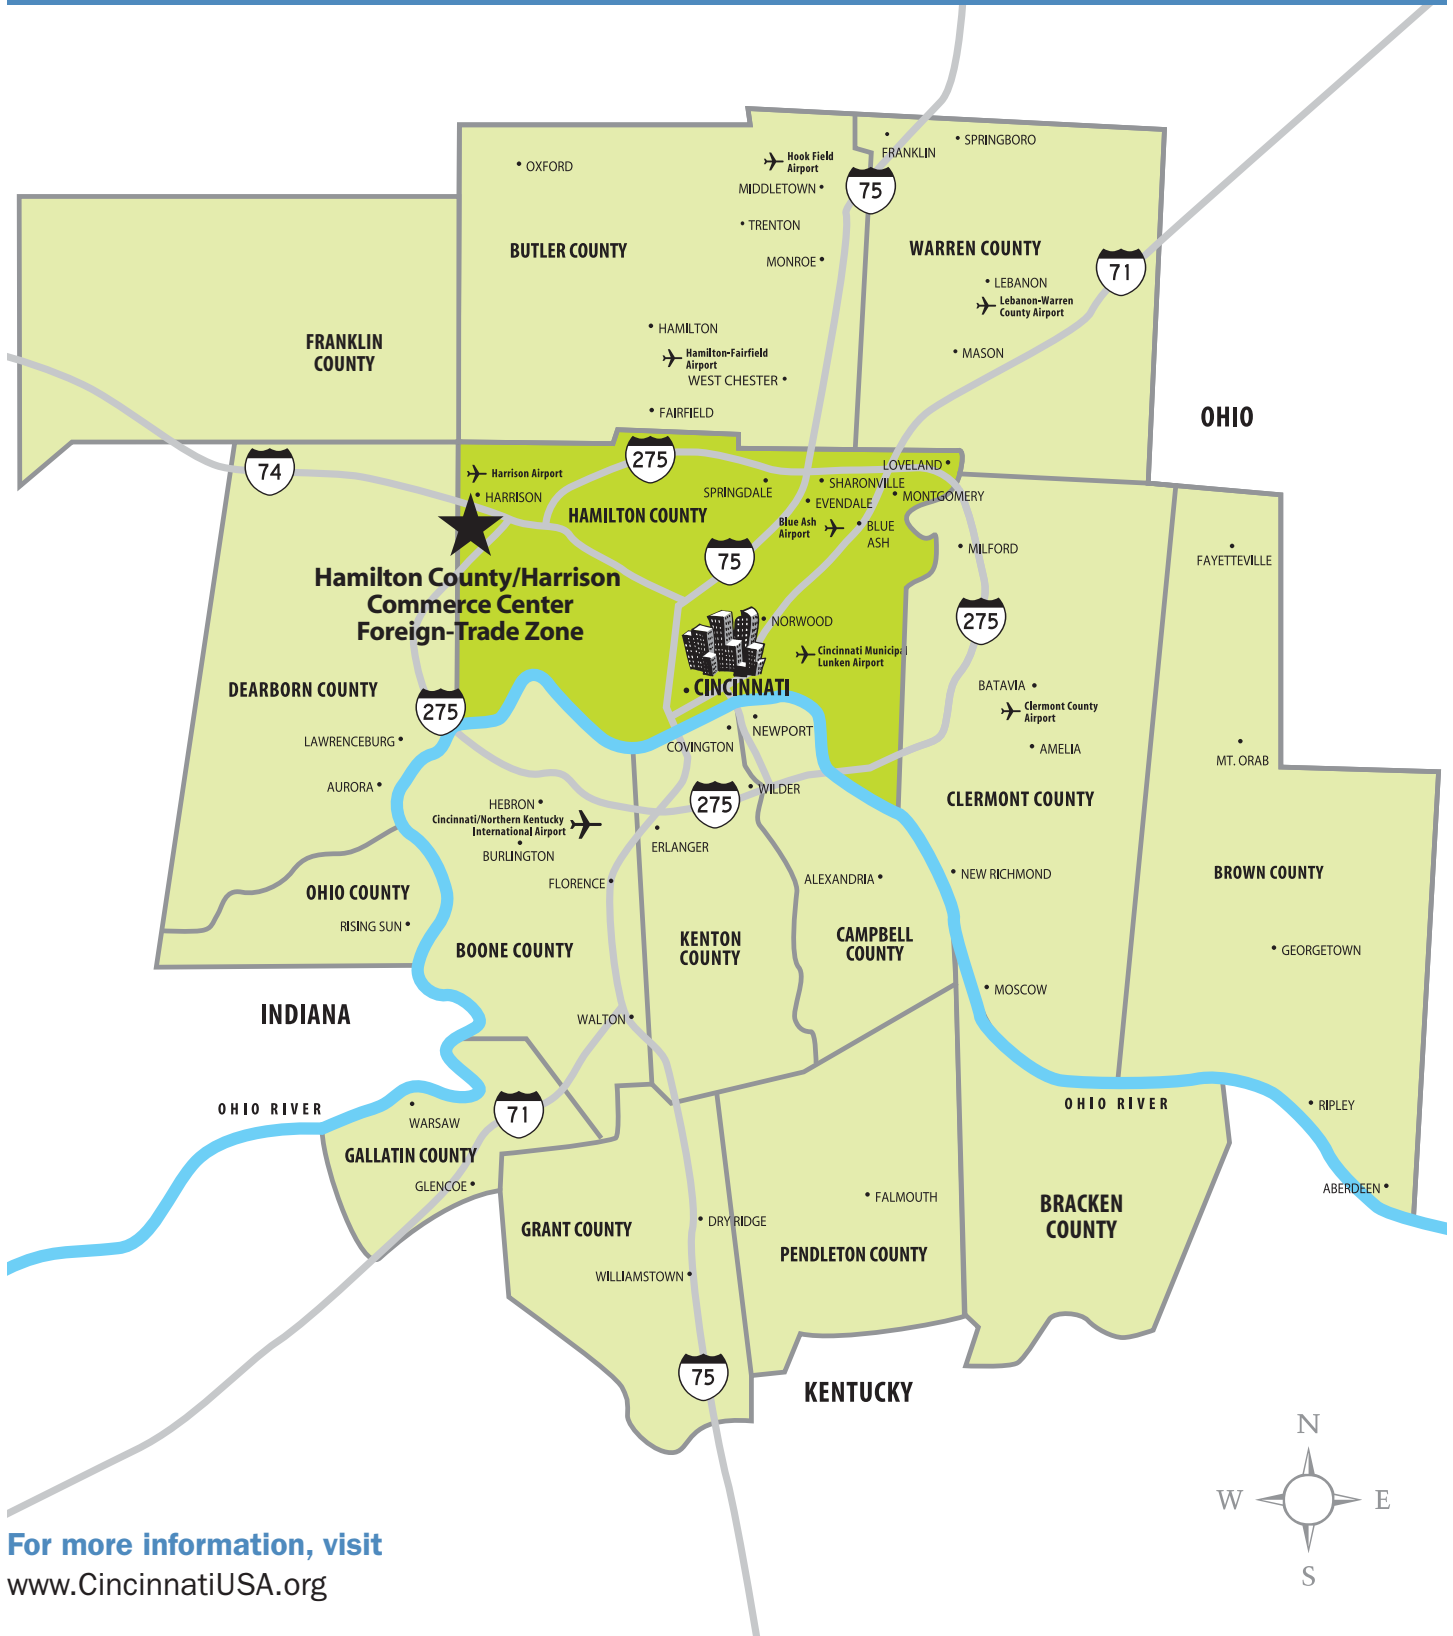 FRANKLIN
SPRINGBORO
OXFORD
Hook Field
Airport
MIDDLETOWN
75
TRENTON
BUTLER COUNTY
WARREN COUNTY
MONROE
71
LEBANON
Lebanon-Warren
County Airport
HAMILTON
FRANKLIN
COUNTY
Hamilton-Fairfield
Airport
MASON
WEST CHESTER
FAIRFIELD
OHIO
275
74
LOVELAND
Harrison Airport
HARRISON
SPRINGDALE
SHARONVILLE
MONTGOMERY
EVENDALE
HAMILTON COUNTY
Blue Ash
Airport
BLUE
ASH
MILFORD
75
FAYETTEVILLE
Hamilton County/Harrison
Commerce Center
Foreign-Trade Zone
NORWOOD
275
Cincinnati Municipal
Lunken Airport
DEARBORN COUNTY
CINCINNATI
BATAVIA
Clermont County
Airport
275
LAWRENCEBURG
NEWPORT
COVINGTON
AMELIA
MT. ORAB
AURORA
WILDER
275
HEBRON
Cincinnati/Northern Kentucky
International Airport
BURLINGTON
ERLANGER
CLERMONT COUNTY
FLORENCE
ALEXANDRIA
NEW RICHMOND
BROWN COUNTY
OHIO COUNTY
RISING SUN
BOONE COUNTY
KENTON
COUNTY
CAMPBELL
COUNTY
GEORGETOWN
MOSCOW
INDIANA
WALTON
OHIO RIVER
WARSAW
71
OHIO RIVER
RIPLEY
GALLATIN COUNTY
GLENCOE
ABERDEEN
FALMOUTH
BRACKEN
COUNTY
GRANT COUNTY
DRY RIDGE
PENDLETON COUNTY
WILLIAMSTOWN
75
KENTUCKY
N
W
E
S
For more information, visit
www.CincinnatiUSA.org